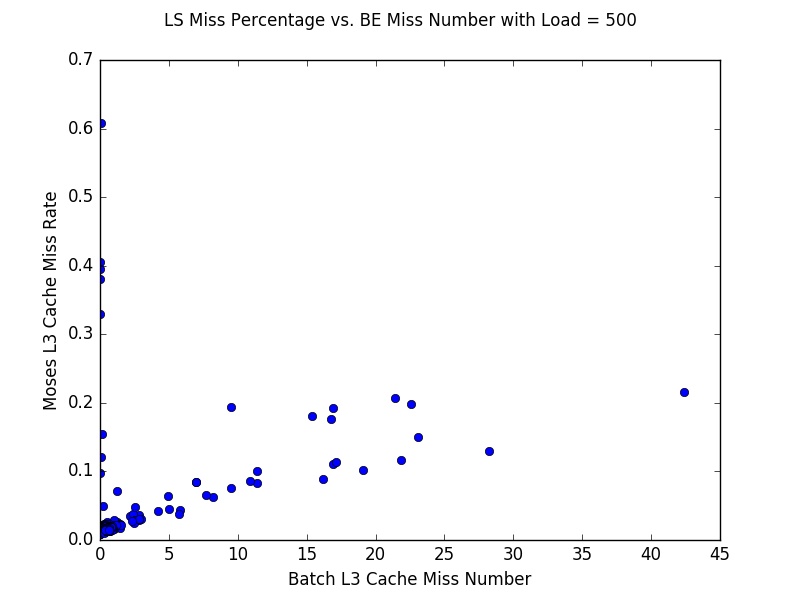 LS Miss Percentage vs. BE Miss Number with Load = 500
0.7
0.6
0.5
0.4
0.3
0.2
0.1
0.0
Moses L3 Cache Miss Rate
0 5 10 15 20 25 30 35 40 45
Batch L3 Cache Miss Number